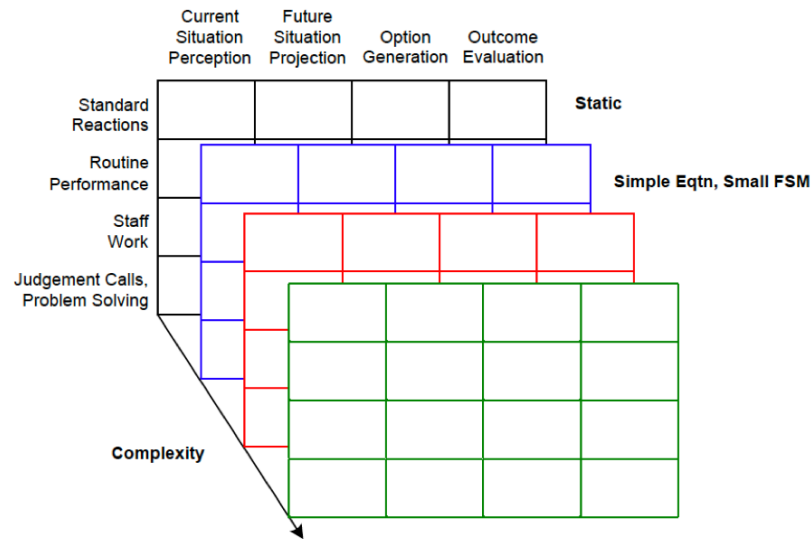 Current
Situation
Perception
Future
Situation
Projection
Option
Generation
Outcome
Evaluation
Standard
Reactions
Static
Routine
Performance
Simple Eqtn, Small FSM
Staff
Work
Judgement Calls,
Problem Solving
Complexity